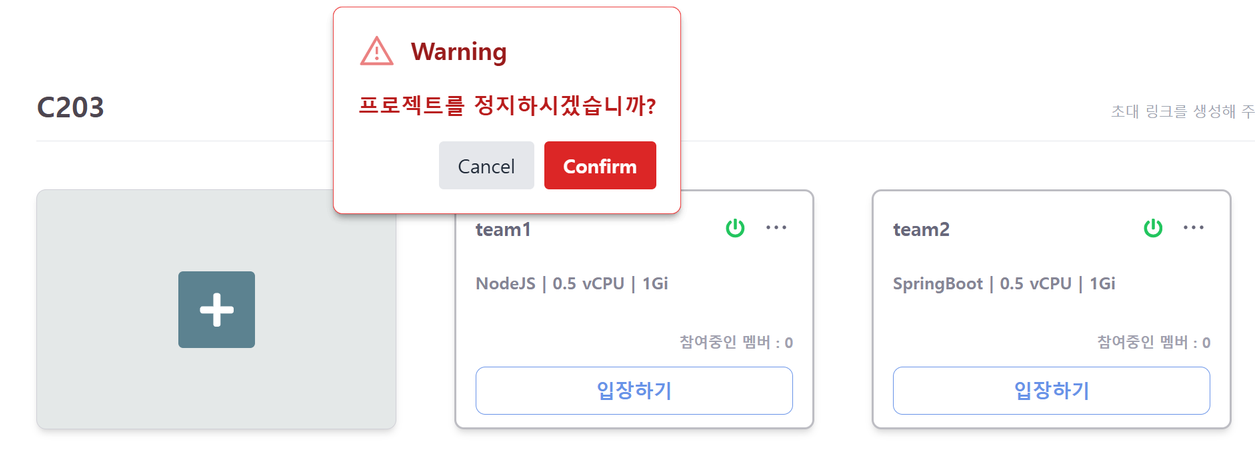 Warning
프로젝트를 정지하시겠습니까?
Cancel Confirm
C203
초대 링크를 생성해 주
team1
NodeJS | 0.5 vCPU | 1Gi
참여중인 멤버 : 0
입장하기
team2
SpringBoot | 0.5 vCPU | 1Gi
참여중인 멤버 : 0
입장하기